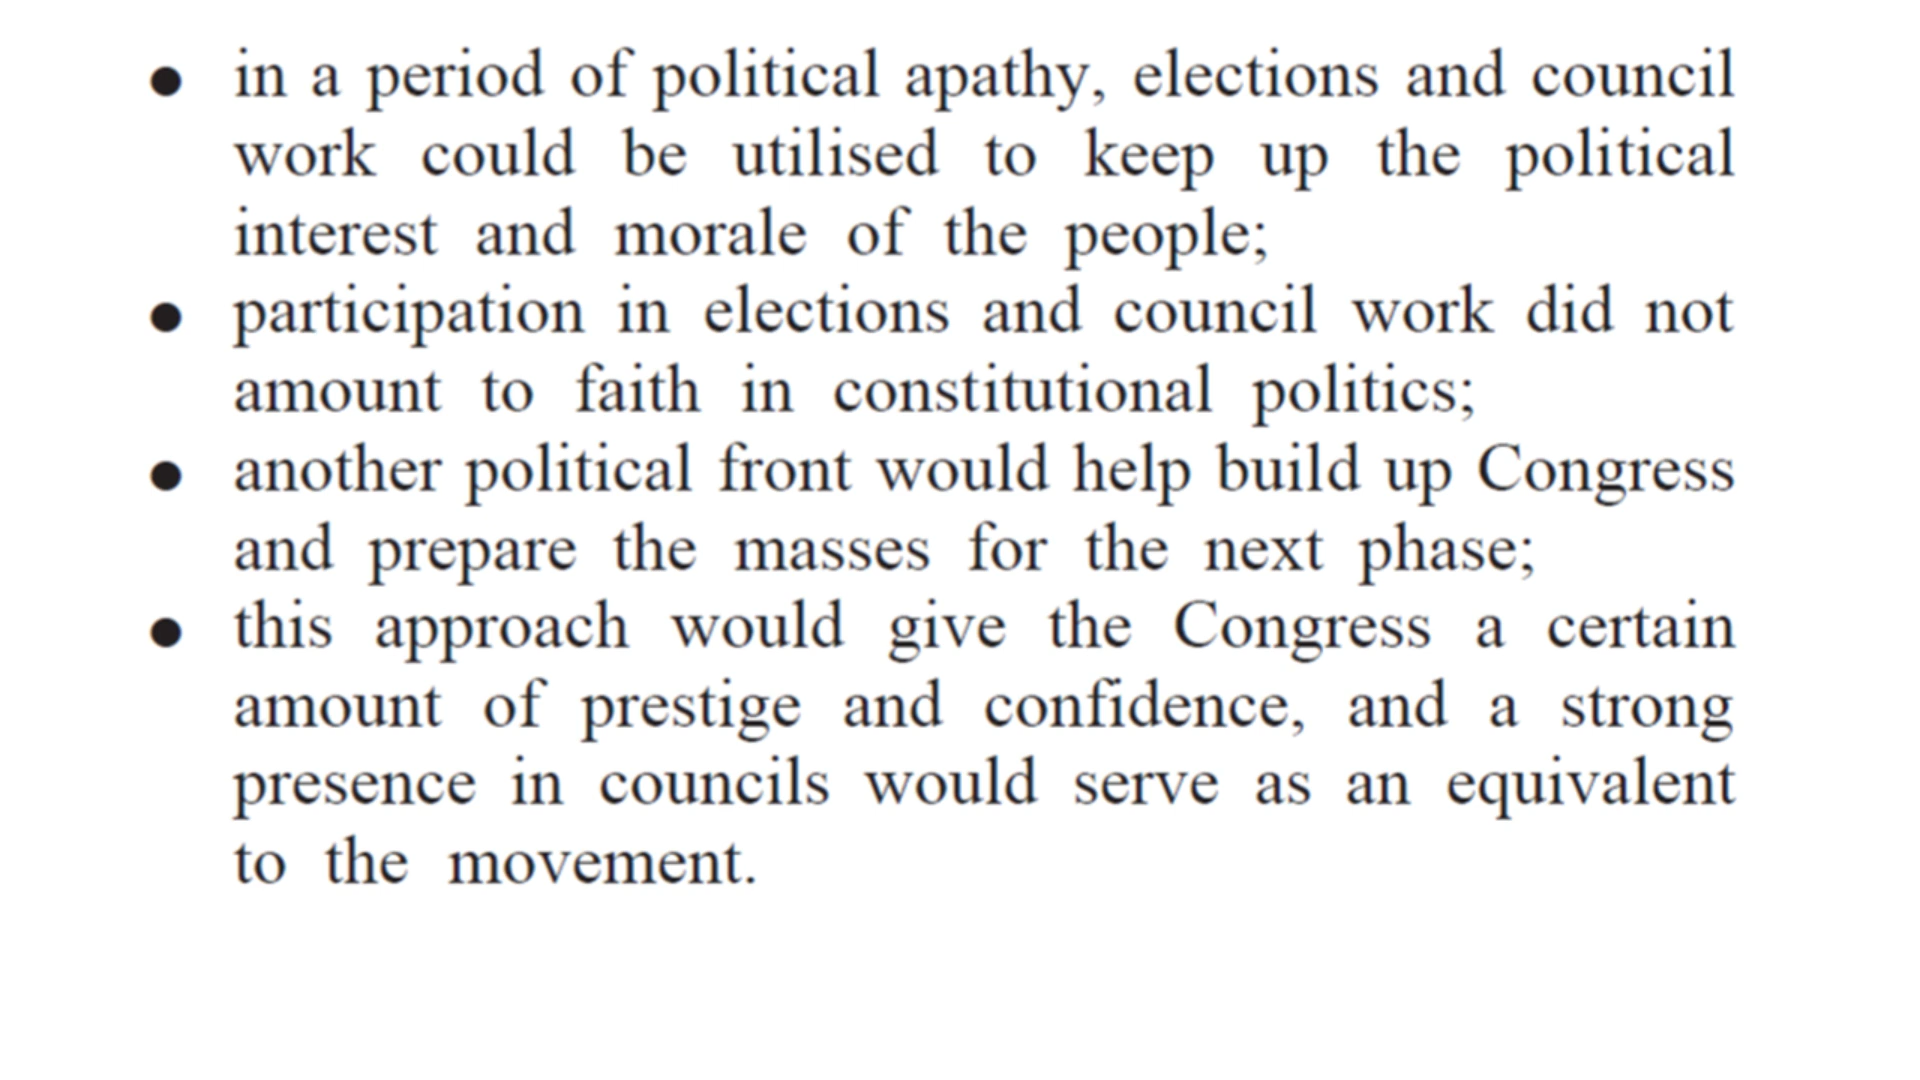 ● in a period of political apathy, elections and council
work could be utilised to keep up the political
interest and morale of the people;
● participation in elections and council work did not
amount to faith in constitutional politics;
● another political front would help build up Congress
and prepare the masses for the next phase;
● this approach would give the Congress a certain
amount of prestige and confidence, and a strong
presence in councils would serve as an equivalent
to the movement.